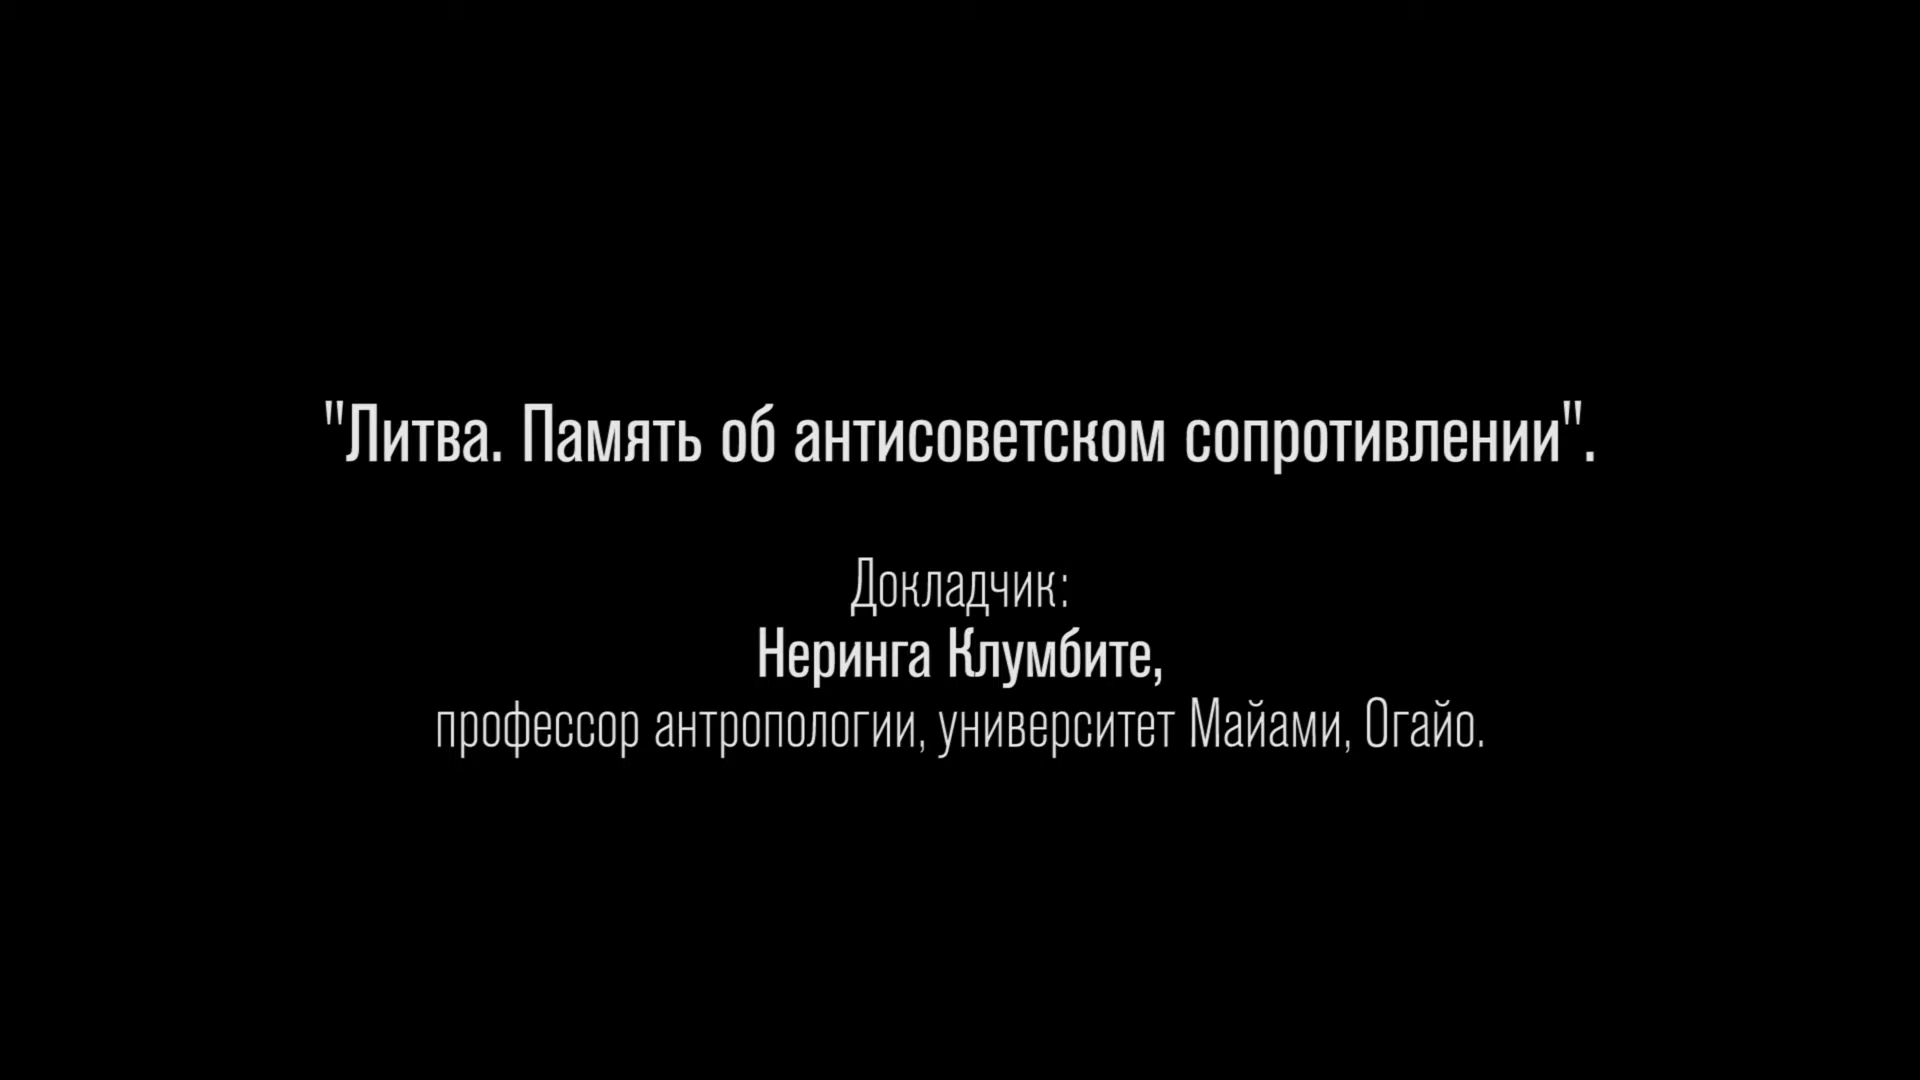 "Литва. Память об антисоветском сопротивлении".
Докладчик:
Неринга Клумбите,
профессор антропологии, университет Майами, Огайо.